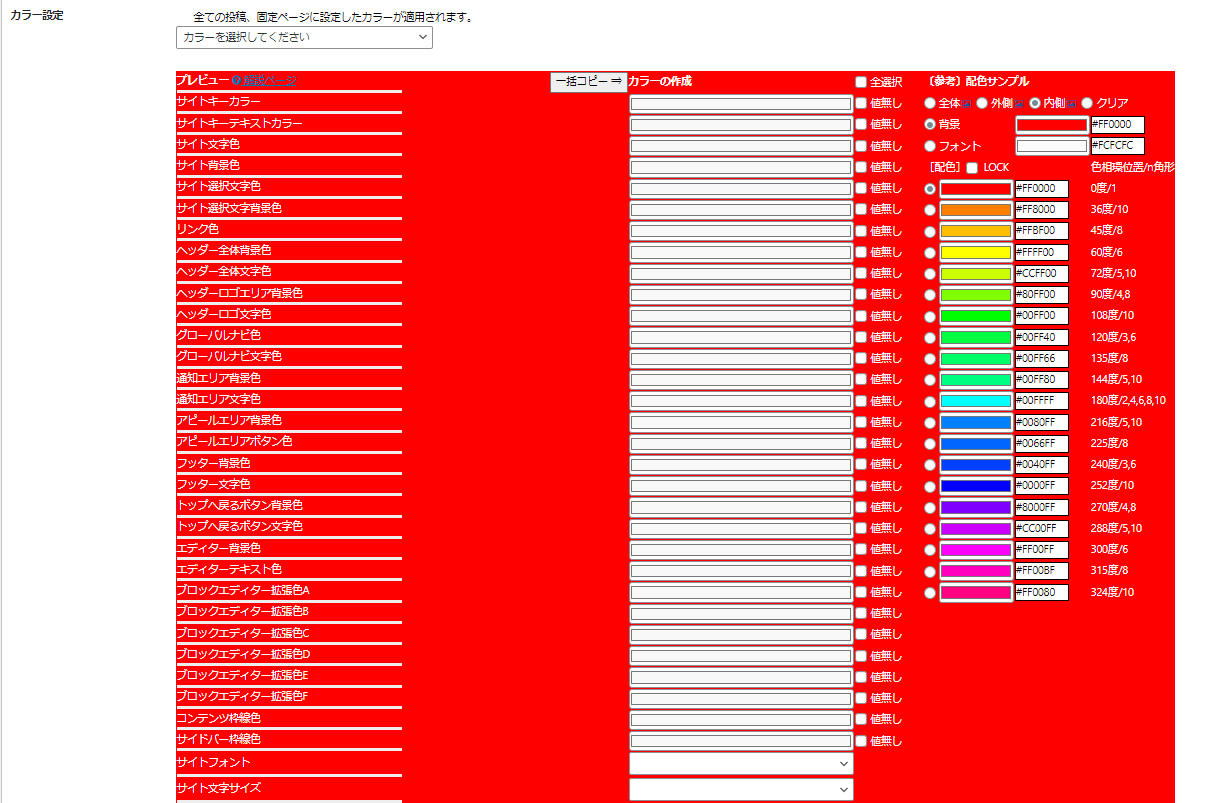 カラー設定
全ての投稿、固定ページに設定したカラーが適用されます。
カラーを選択してください
プレビュー 解説ページ 一括コピー ⇒ カラーの作成 全選択 〔参考〕配色サンプル
サイトキーカラー 値無し 全体 外側 内側 クリア
サイトキーテキストカラー 値無し 背景 #FF0000
サイト文字色 値無し フォント #FCFCFC
サイト背景色 値無し [配色] LOCK 色相環位置/n角形
サイト選択文字色 値無し #FF0000 0度/1
サイト選択文字背景色 値無し #FF8000 36度/10
リンク色 値無し #FFBF00 45度/8
ヘッダー全体背景色 値無し #FFFF00 60度/6
ヘッダー全体文字色 値無し #CCFF00 72度/5,10
ヘッダーロゴエリア背景色 値無し #80FF00 90度/4,8
ヘッダーロゴ文字色 値無し #00FF00 108度/10
グローバルナビ色 値無し #00FF40 120度/3,6
グローバルナビ文字色 値無し #00FF66 135度/8
通知エリア背景色 値無し #00FF80 144度/5,10
通知エリア文字色 値無し #00FFFF 180度/2,4,6,8,10
アピールエリア背景色 値無し #0080FF 216度/5,10
アピールエリアボタン色 値無し #0066FF 225度/8
フッター背景色 値無し #0040FF 240度/3,6
フッター文字色 値無し #0000FF 252度/10
トップへ戻るボタン背景色 値無し #8000FF 270度/4,8
トップへ戻るボタン文字色 値無し #CC00FF 288度/5,10
エディター背景色 値無し #FF00FF 300度/6
エディターテキスト色 値無し #FF00BF 315度/8
ブロックエディター拡張色A 値無し #FF0080 324度/10
ブロックエディター拡張色B 値無し
ブロックエディター拡張色C 値無し
ブロックエディター拡張色D 値無し
ブロックエディター拡張色E 値無し
ブロックエディター拡張色F 値無し
コンテンツ枠線色 値無し
サイドバー枠線色 値無し
サイトフォント
サイト文字サイズ